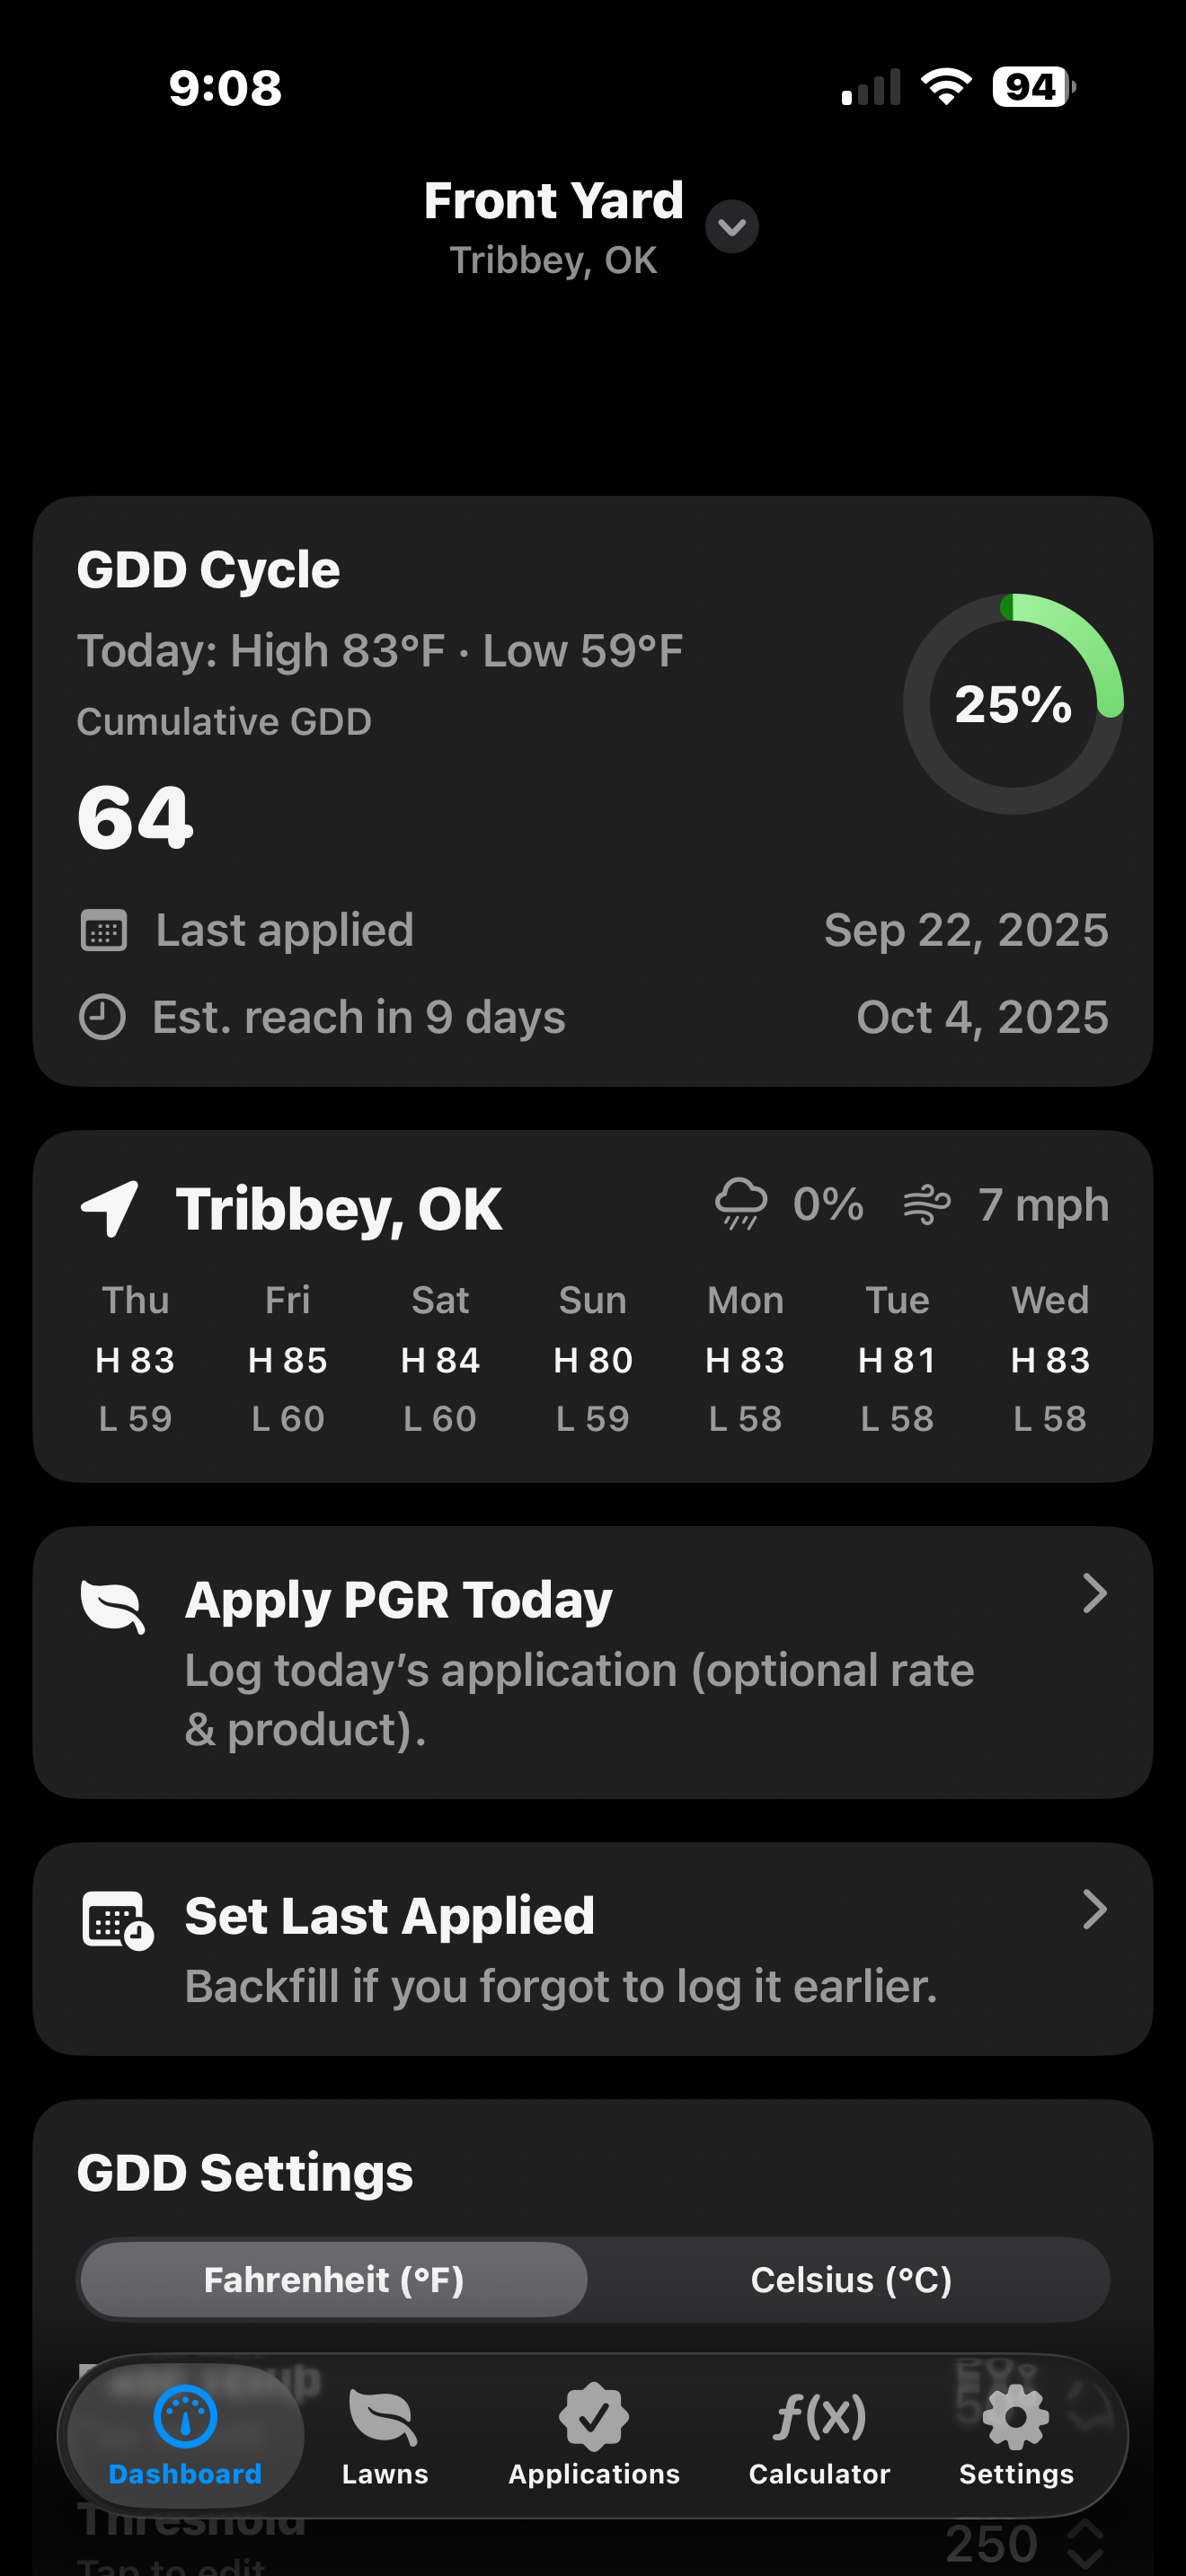 9:08
94
Front Yard
Tribbey, OK
GDD Cycle
Today: High 83°F · Low 59°F
Cumulative GDD
64
25%
Last applied
Sep 22, 2025
Est. reach in 9 days
Oct 4, 2025
Tribbey, OK
0%
7 mph
Thu Fri Sat Sun Mon Tue Wed
H 83 H 85 H 84 H 80 H 83 H 81 H 83
L 59 L 60 L 60 L 59 L 58 L 58 L 58
Apply PGR Today
Log today’s application (optional rate
& product).
Set Last Applied
Backfill if you forgot to log it earlier.
GDD Settings
Fahrenheit (°F)
Celsius (°C)
f(x)
Dashboard Lawns Applications Calculator Settings
Threshold
250
Tap to edit